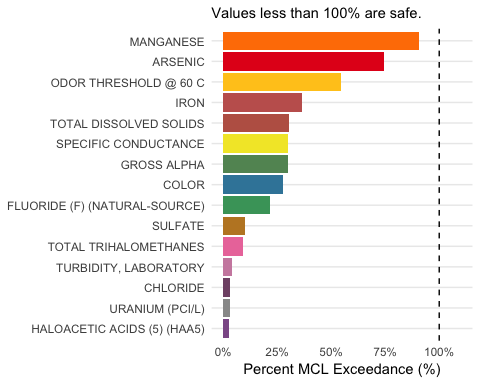 Values less than 100% are safe.
MANGANESE
ARSENIC
ODOR THRESHOLD @ 60 C
IRON
TOTAL DISSOLVED SOLIDS
SPECIFIC CONDUCTANCE
GROSS ALPHA
COLOR
FLUORIDE (F) (NATURAL-SOURCE)
SULFATE
TOTAL TRIHALOMETHANES
TURBIDITY, LABORATORY
CHLORIDE
URANIUM (PCI/L)
HALOACETIC ACIDS (5) (HAA5)
0% 25% 50% 75% 100%
Percent MCL Exceedance (%)